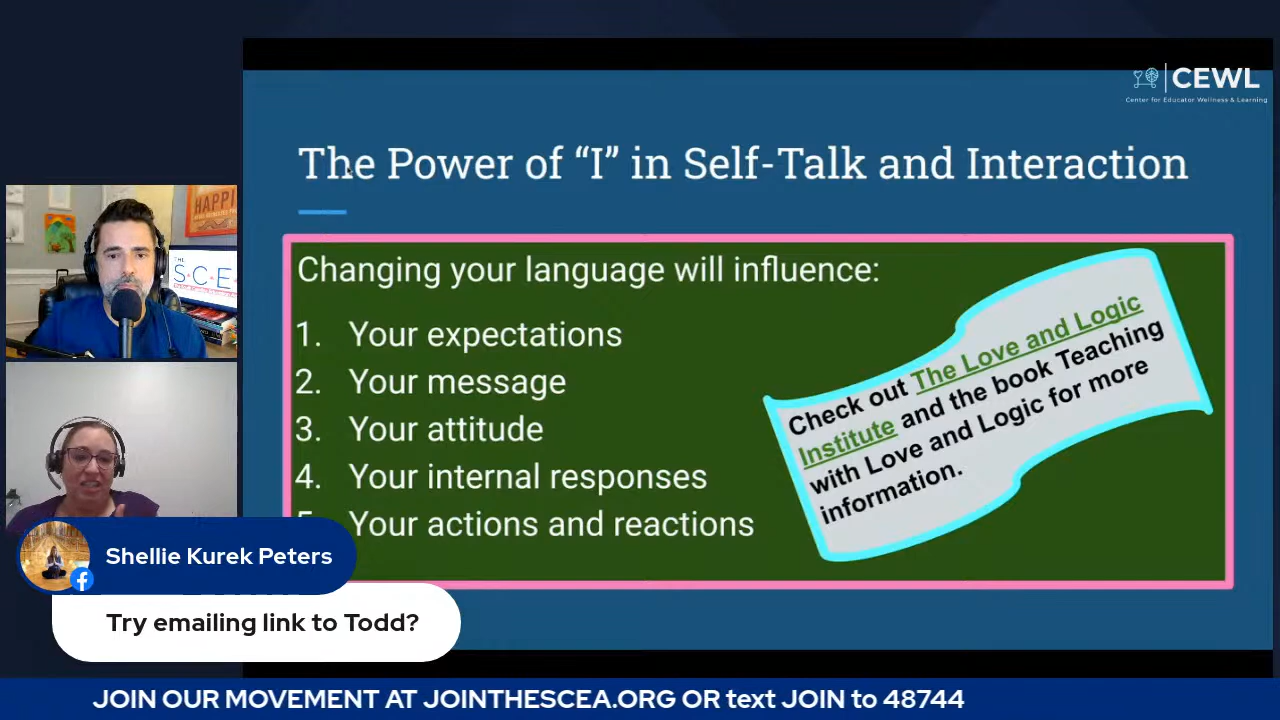 CEWL
Center for Educator Wellness & Learning
The Power of “I” in Self-Talk and Interaction
Changing your language will influence:
1. Your expectations
2. Your message
3. Your attitude
4. Your internal responses
Your actions and reactions
Check out The Love and Logic
Institute and the book Teaching
with Love and Logic for more
information.
HAPPI
THE
S.C.E
Shellie Kurek Peters
Try emailing link to Todd?
JOIN OUR MOVEMENT AT JOINTHESCEA.ORG OR text JOIN to 48744